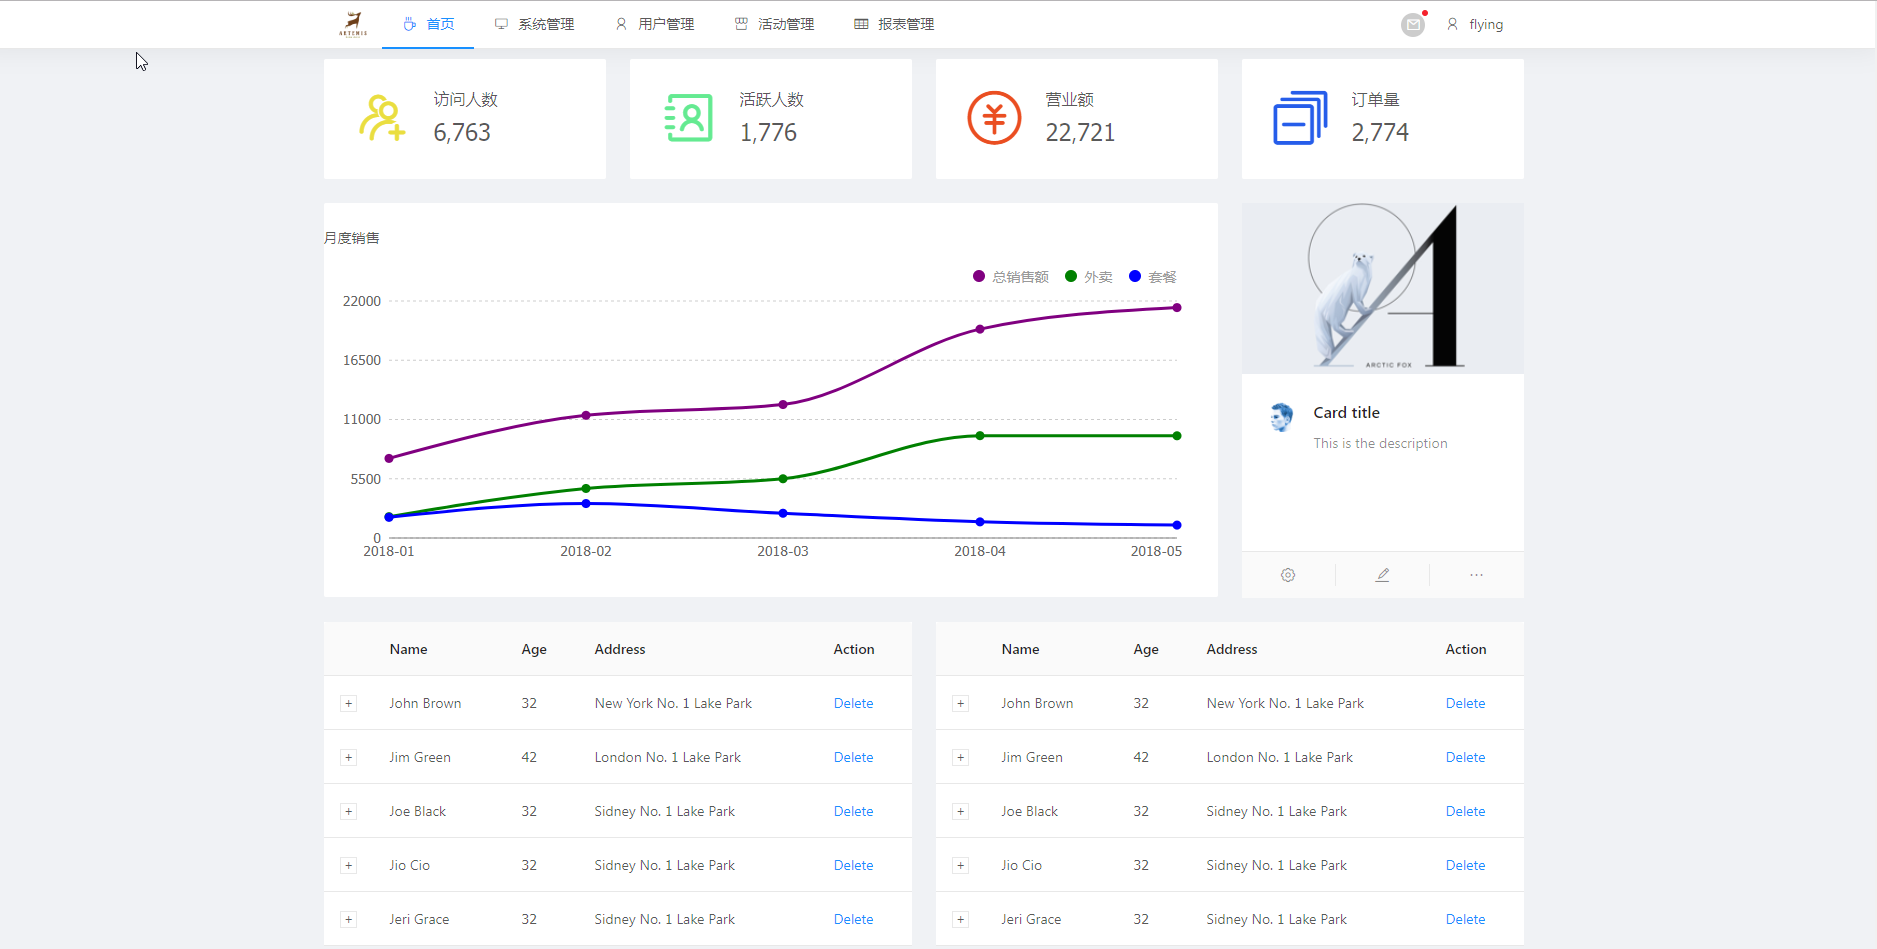 ARTEMIS 首页 系统管理 用户管理 活动管理 报表管理 flying
访问人数 活跃人数 营业额 订单量
6,763 1,776 22,721 2,774
月度销售
总销售额 外卖 套餐
22000
16500
11000
5500
0
2018-01 2018-02 2018-03 2018-04 2018-05
ARCTIC FOX
Card title
This is the description
Name Age Address Action
John Brown 32 New York No. 1 Lake Park Delete
Jim Green 42 London No. 1 Lake Park Delete
Joe Black 32 Sidney No. 1 Lake Park Delete
Jio Cio 32 Sidney No. 1 Lake Park Delete
Jeri Grace 32 Sidney No. 1 Lake Park Delete
Name Age Address Action
John Brown 32 New York No. 1 Lake Park Delete
Jim Green 42 London No. 1 Lake Park Delete
Joe Black 32 Sidney No. 1 Lake Park Delete
Jio Cio 32 Sidney No. 1 Lake Park Delete
Jeri Grace 32 Sidney No. 1 Lake Park Delete